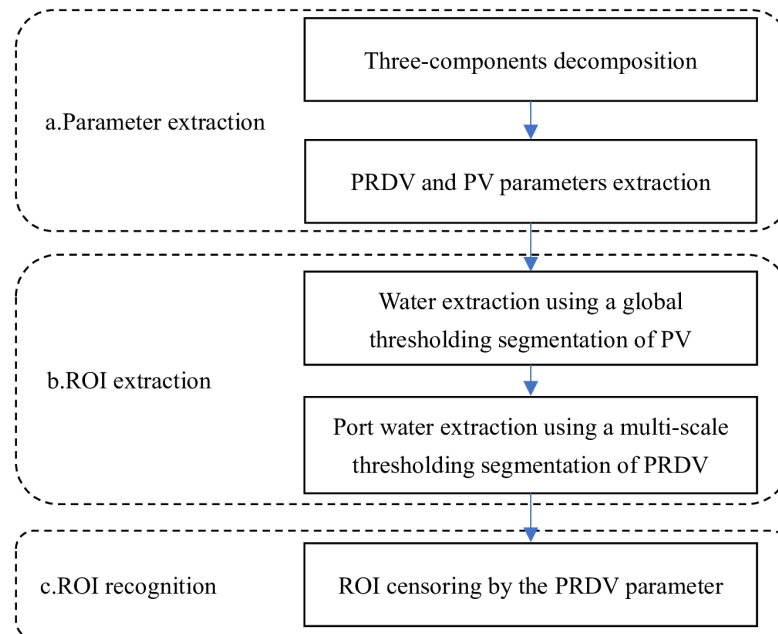 Three-components decomposition
a.Parameter extraction
PRDV and PV parameters extraction
Water extraction using a global
thresholding segmentation of PV
b.ROI extraction
Port water extraction using a multi-scale
thresholding segmentation of PRDV
c.ROI recognition
ROI censoring by the PRDV parameter